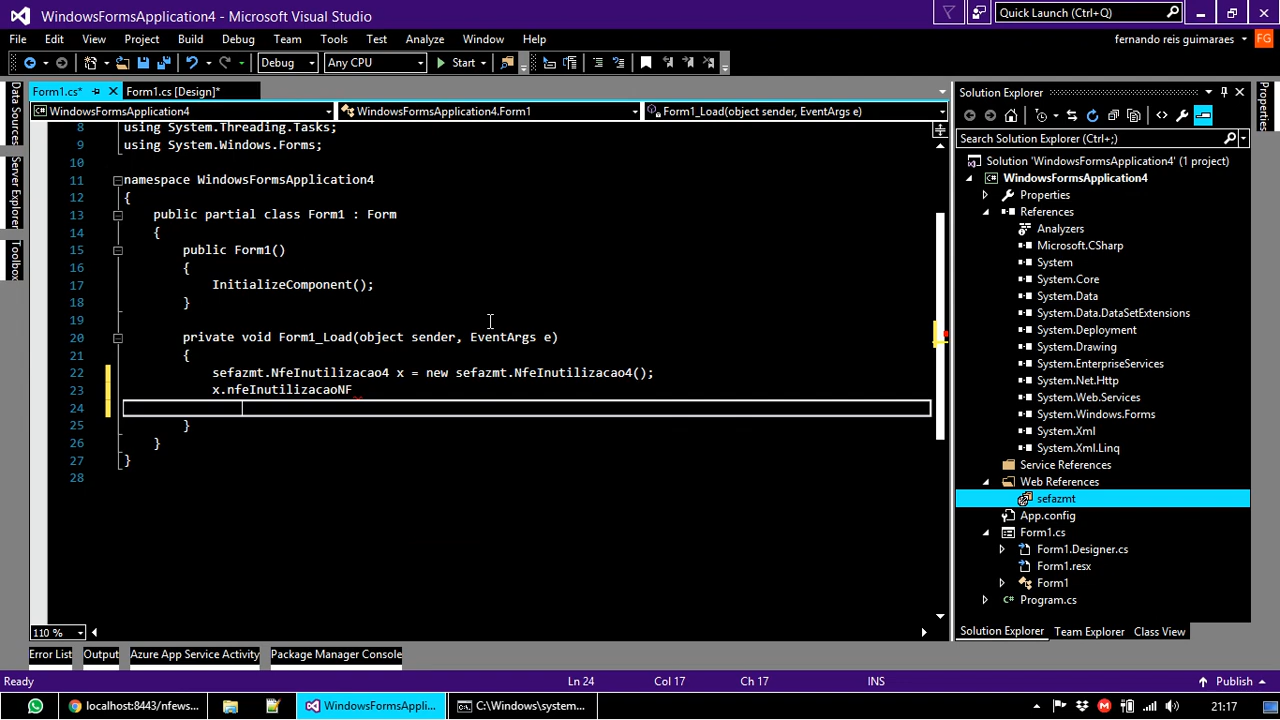 WindowsFormsApplication4 - Microsoft Visual Studio
Quick Launch (Ctrl+Q)
File Edit View Project Build Debug Team Tools Test Analyze Window Help
fernando reis guimaraes
FG
Debug Any CPU Start
Form1.cs* Form1.cs [Design]*
WindowsFormsApplication4 WindowsFormsApplication4.Form1 Form1_Load(object sender, EventArgs e)
Data Sources
Server Explorer
Toolbox
8 using System.Threading.Tasks;
9 using System.Windows.Forms;
10
11 namespace WindowsFormsApplication4
12 {
13 public partial class Form1 : Form
14 {
15 public Form1()
16 {
17 InitializeComponent();
18 }
19
20 private void Form1_Load(object sender, EventArgs e)
21 {
22 sefazmt.NfeInutilizacao4 x = new sefazmt.NfeInutilizacao4();
23 x.nfeInutilizacaoNF
24
25 }
26 }
27 }
28
110 %
Solution Explorer
Search Solution Explorer (Ctrl+;)
Solution 'WindowsFormsApplication4' (1 project)
WindowsFormsApplication4
Properties
References
Analyzers
Microsoft.CSharp
System
System.Core
System.Data
System.Data.DataSetExtensions
System.Deployment
System.Drawing
System.EnterpriseServices
System.Net.Http
System.Web.Services
System.Windows.Forms
System.Xml
System.Xml.Linq
Service References
Web References
sefazmt
App.config
Form1.cs
Form1.Designer.cs
Form1.resx
Form1
Program.cs
Solution Explorer Team Explorer Class View
Properties
Error List Output Azure App Service Activity Package Manager Console
Ready Ln 24 Col 17 Ch 17 INS Publish
localhost:8443/nfews... WindowsFormsAppli... C:\Windows\system... 21:17